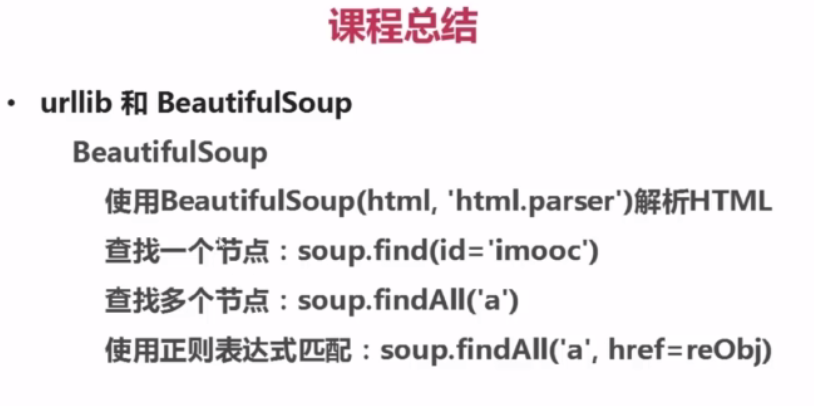 课程总结
• urllib 和 BeautifulSoup
BeautifulSoup
使用BeautifulSoup(html, 'html.parser')解析HTML
查找一个节点：soup.find(id='imooc')
查找多个节点：soup.findAll('a')
使用正则表达式匹配：soup.findAll('a', href=reObj)